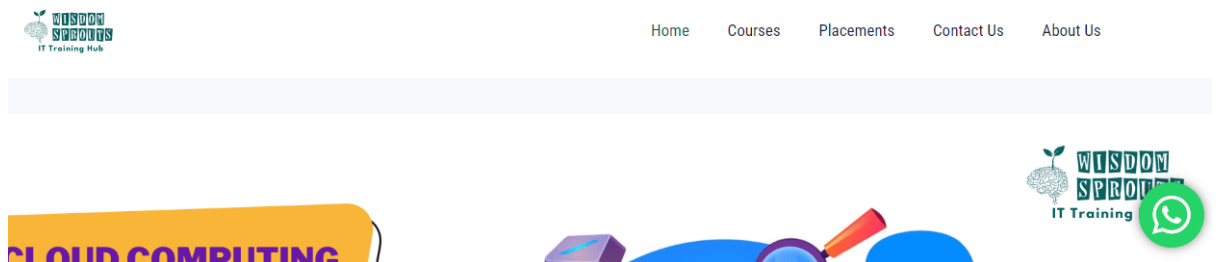 WISDOM
SPROUTS
IT Training Hub
Home Courses Placements Contact Us About Us
WISDOM
SPROUTS
IT Training
CLOUD COMPUTING